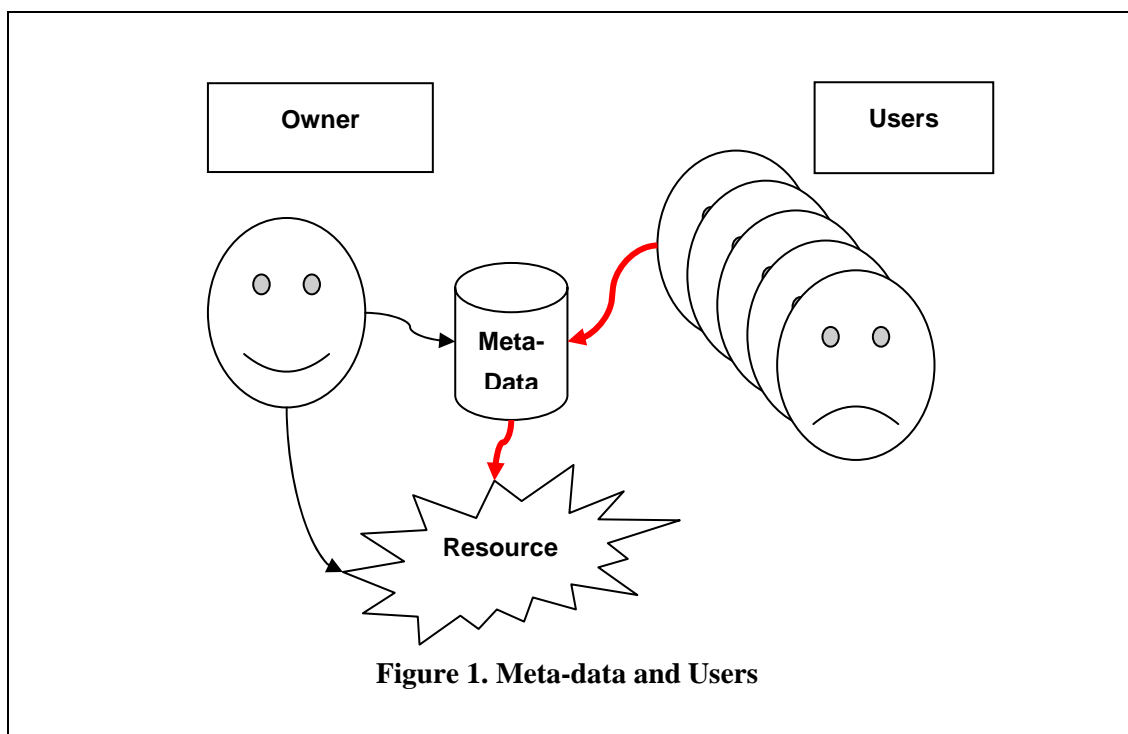 Owner
Users
Meta-
Data
Resource
Figure 1. Meta-data and Users